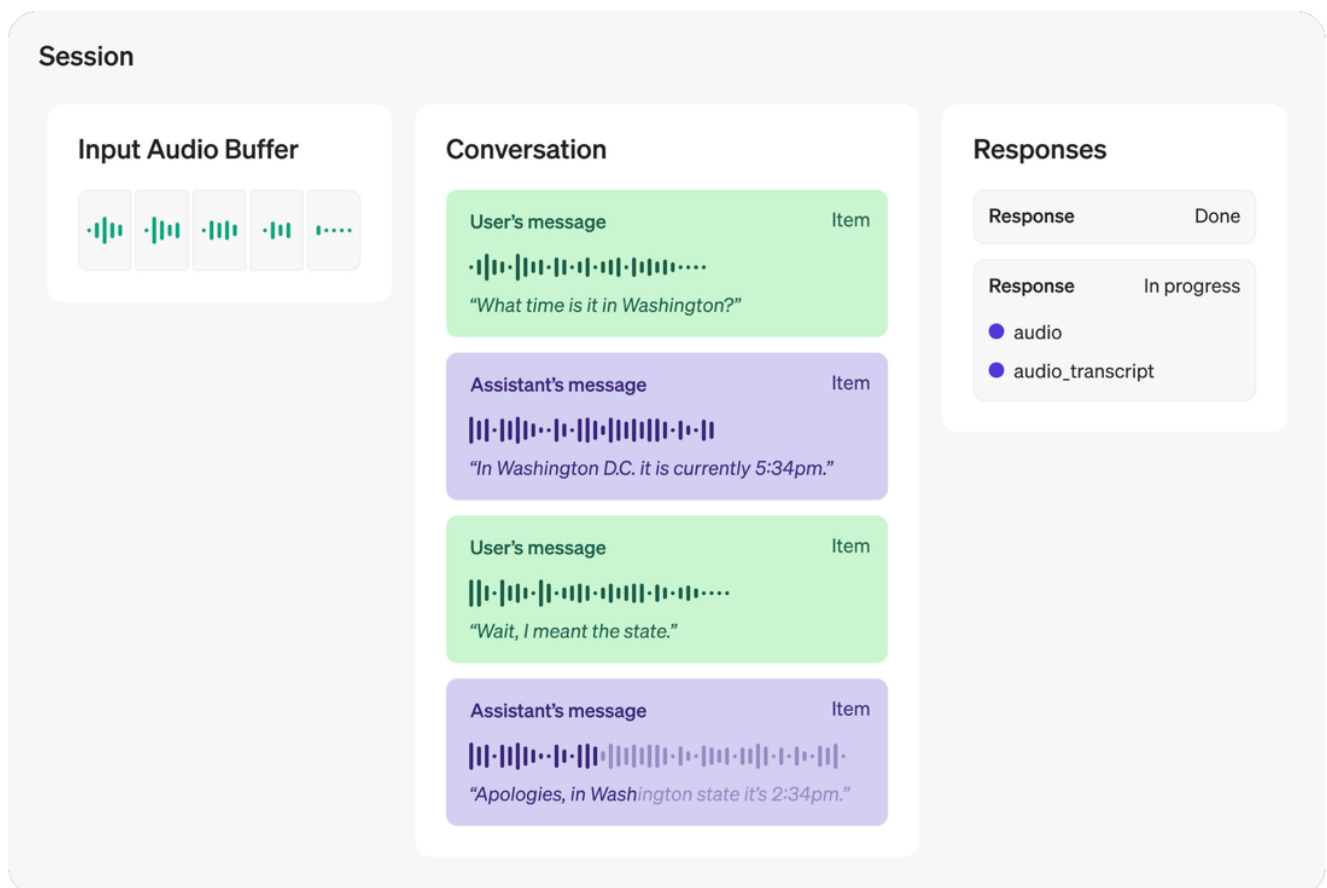 Session
Input Audio Buffer
Conversation
User’s message
Item
“What time is it in Washington?”
Assistant’s message
Item
“In Washington D.C. it is currently 5:34pm.”
User’s message
Item
“Wait, I meant the state.”
Assistant’s message
Item
“Apologies, in Washington state it’s 2:34pm.”
Responses
Response
Done
Response
In progress
audio
audio_transcript